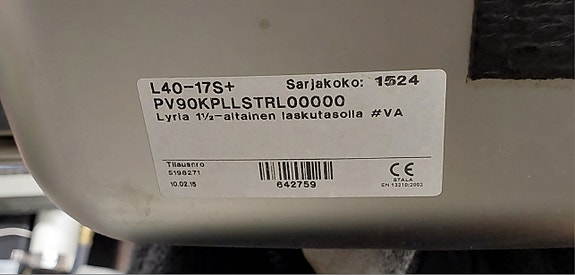 L40-17S+ Sarjakoko: 1524
PV90KPLLSTRL00000
Lyria 1½-altainen laskutasolla #VA
Tilausnro
5198271
10.02.15
642759
CE
STALA
EN 13310:2003